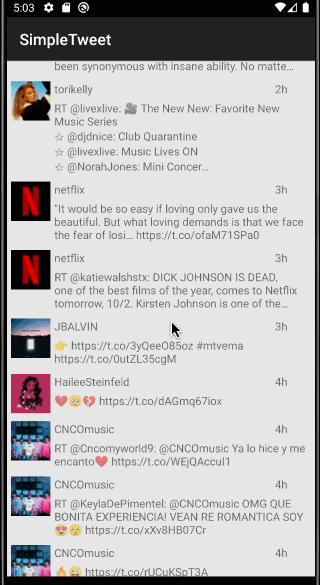 5:03
SimpleTweet
been synonymous with insane ability. No matte...
torikelly 2h
RT @livexlive: 🎥 The New New: Favorite New
Music Series
☆ @djdnice: Club Quarantine
☆ @livexlive: Music Lives ON
☆ @NorahJones: Mini Concer...
netflix 3h
"It would be so easy if loving only gave us the
beautiful. But what loving demands is that we face
the fear of losi... https://t.co/ofaM71SPa0
netflix 3h
RT @katiewalshstx: DICK JOHNSON IS DEAD,
one of the best films of the year, comes to Netflix
tomorrow, 10/2. Kirsten Johnson is one of the...
JBALVIN 3h
👉 https://t.co/3yQeeO85oz #mtvema
https://t.co/0utZL35cgM
HaileeSteinfeld 4h
❤️🥺💔 https://t.co/dAGmq67iox
CNCOmusic 4h
RT @Cncomyworld9: @CNCOmusic Ya lo hice y me
encanto❤️ https://t.co/WEjQAccul1
CNCOmusic 4h
RT @KeylaDePimentel: @CNCOmusic OMG QUE
BONITA EXPERIENCIA! VEAN RE ROMANTICA SOY
😍😚 https://t.co/xXv8HB07Cr
CNCOmusic 4h
🔥😜 https://t.co/rUCuKSpT3A
N
N